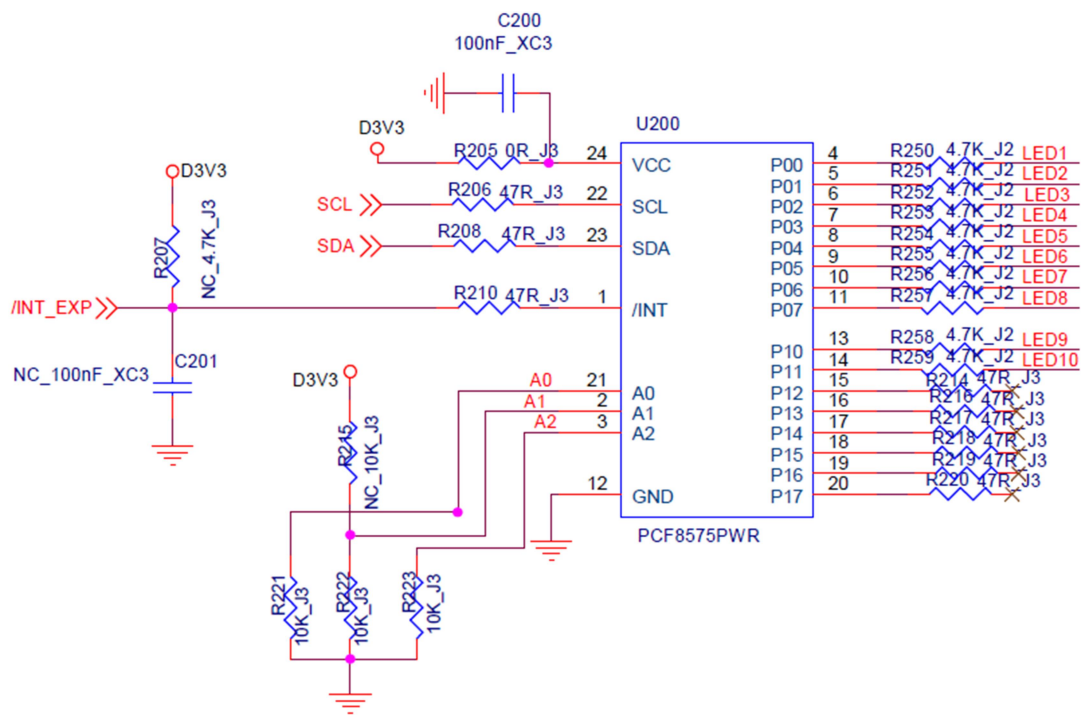 C200
100nF_XC3
U200
D3V3
R205 0R_J3
24
VCC
R206 47R_J3
22
SCL
SCL
R208 47R_J3
23
SDA
SDA
D3V3
R207
NC_4.7K_J3
/INT_EXP
R210 47R_J3
1
/INT
C201
NC_100nF_XC3
D3V3
R215
NC_10K_J3
A0
21
A0
A1
2
A1
A2
3
A2
12
GND
R221
10K_J3
R222
10K_J3
R223
10K_J3
P00
4
R250 4.7K_J2
LED1
P01
5
R251 4.7K_J2
LED2
P02
6
R252 4.7K_J2
LED3
P03
7
R253 4.7K_J2
LED4
P04
8
R254 4.7K_J2
LED5
P05
9
R255 4.7K_J2
LED6
P06
10
R256 4.7K_J2
LED7
P07
11
R257 4.7K_J2
LED8
P10
13
R258 4.7K_J2
LED9
P11
14
R259 4.7K_J2
LED10
P12
15
R214 47R_J3
P13
16
R216 47R_J3
P14
17
R217 47R_J3
P15
18
R218 47R_J3
P16
19
R219 47R_J3
P17
20
R220 47R_J3
PCF8575PWR